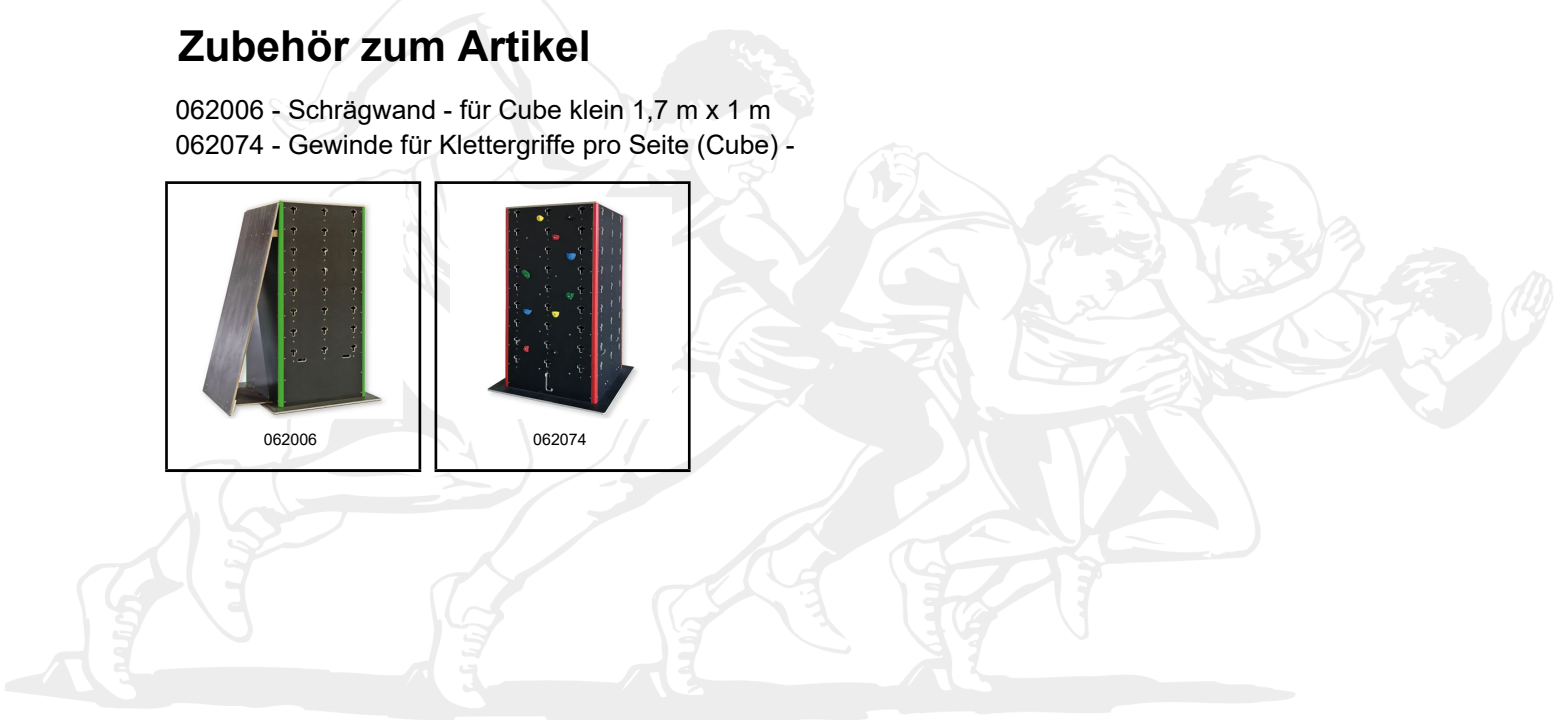 Zubehör zum Artikel
062006 - Schrägwand - für Cube klein 1,7 m x 1 m
062074 - Gewinde für Klettergriffe pro Seite (Cube) -
062006
062074